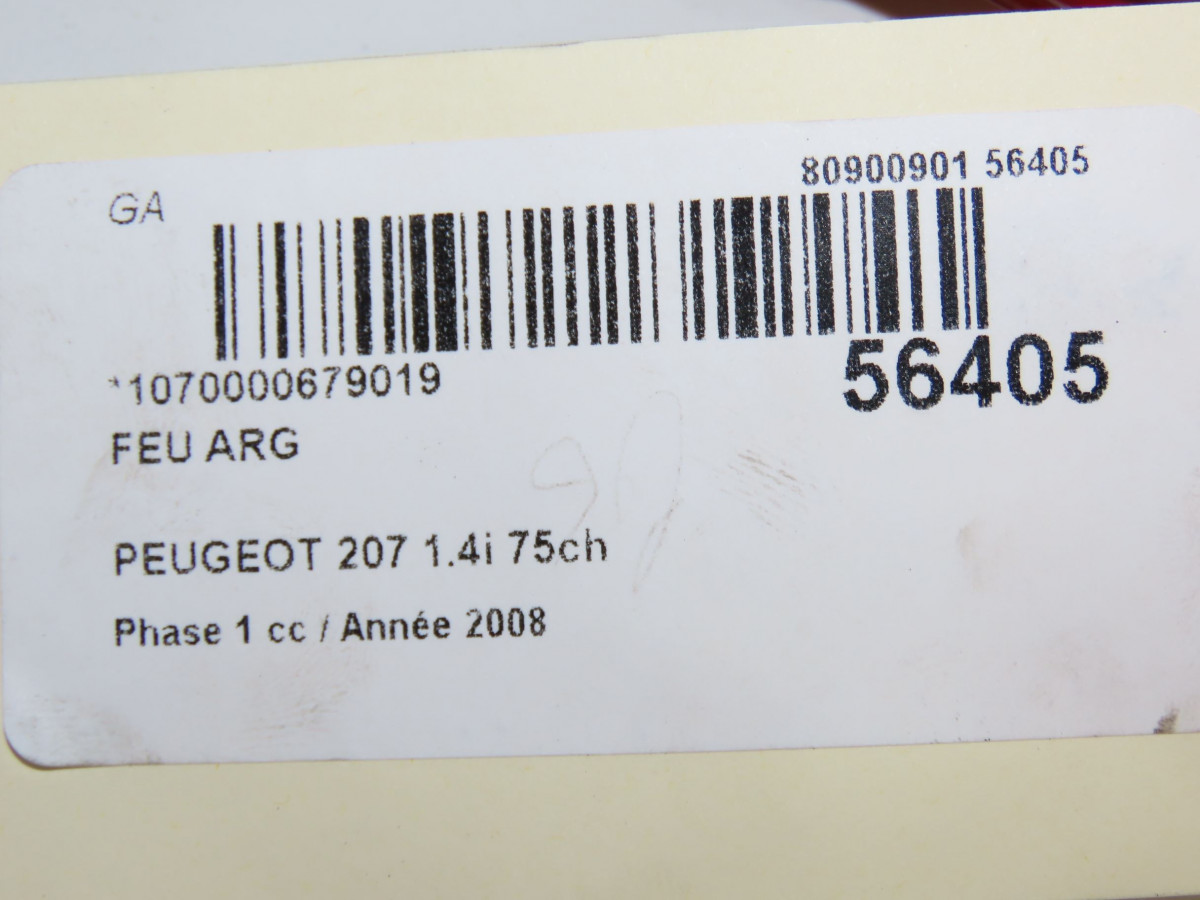 80900901 56405
GA
*1070000679019
56405
FEU ARG
PEUGEOT 207 1.4i 75ch
Phase 1 cc / Année 2008